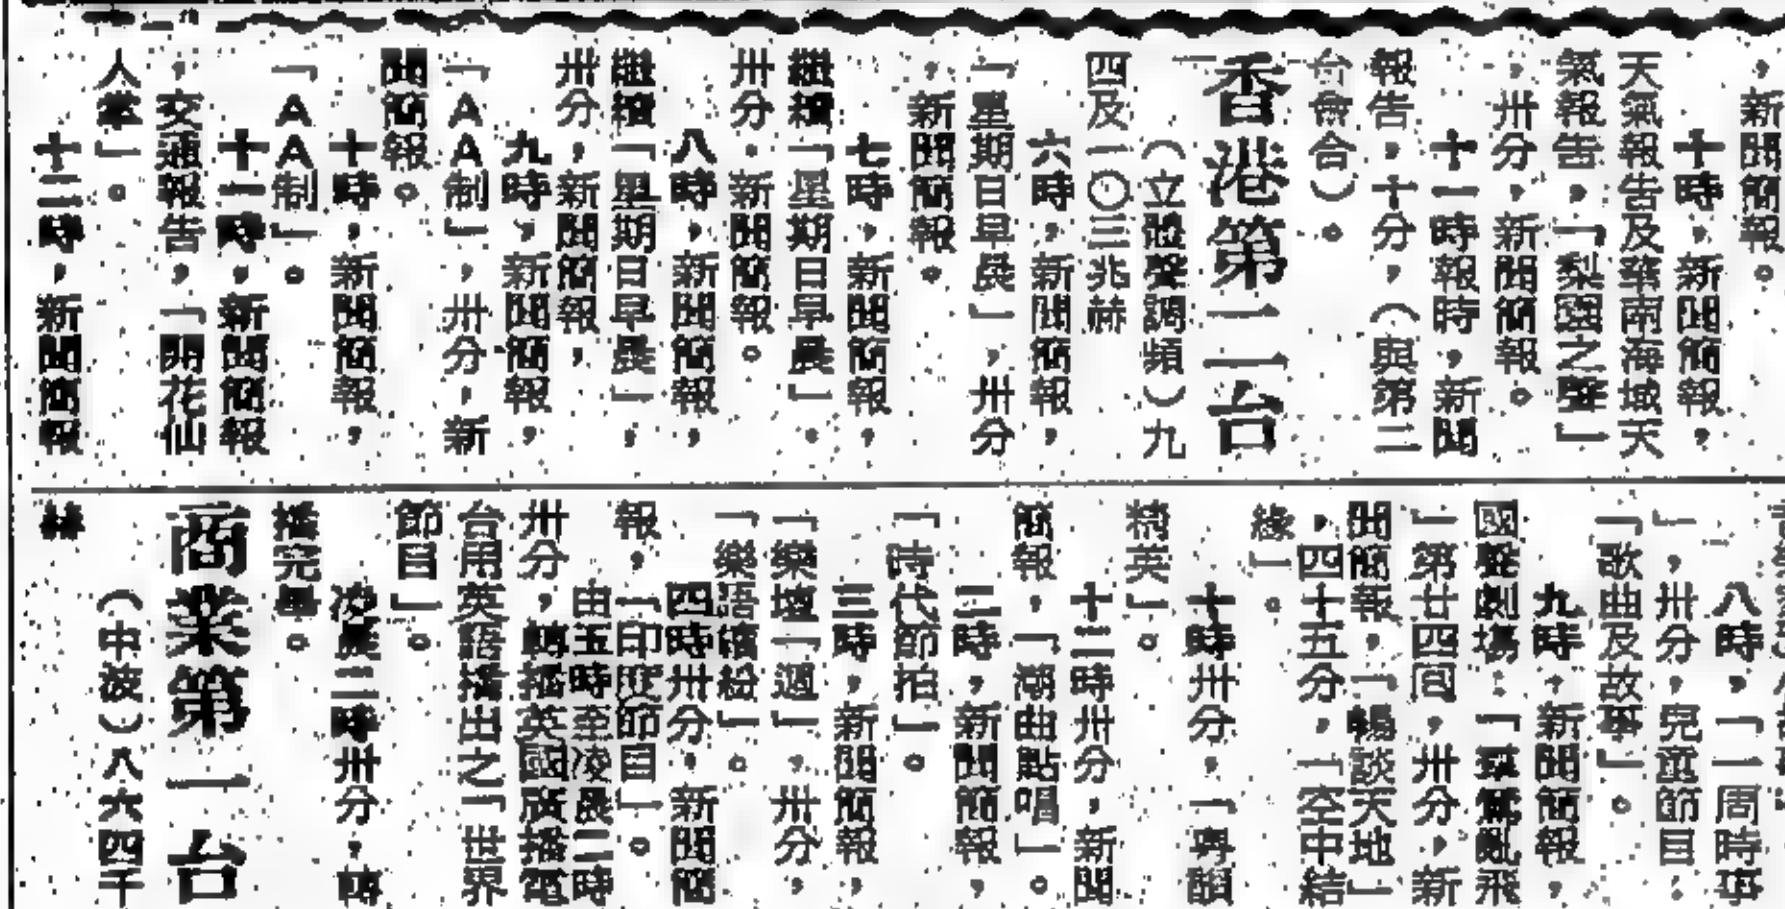 ，新聞簡報。
十時，新聞簡報，
天氣報告及華南海域天
氣報告，「梨園之聲」
，卅分，新聞簡報。
十一時報時，新聞
報告，十分，（與第二
台聯合）。
香港第二台
（立體聲調頻）九
四及一〇三兆赫
六時，新聞簡報，
「星期日早晨」，卅分
，新聞簡報。
七時，新聞簡報，
繼續「星期日早晨」。
卅分，新聞簡報。
八時，新聞簡報，
繼續「星期日早晨」，
卅分，新聞簡報，
九時，新聞簡報，
「ＡＡ制」，卅分，新
聞簡報。
十時，新聞簡報，
「ＡＡ制」。
十一時，新聞簡報
，交通報告，「開花仙
人掌」。
十二時，新聞簡報
八時，「一周時事
」，卅分，兒童節目，
「歌曲及故事」。
九時，新聞簡報，
國聲劇場：「草鶯亂飛
」第廿四回，卅分，新
聞簡報，「暢談天地」
，四十五分，「空中結
緣」。
十時卅分，「粵韻
精英」。
十二時卅分，新聞
簡報，「潮曲點唱」。
二時，新聞簡報，
「時代節拍」。
三時，新聞簡報，
「樂壇一週」，卅分，
「樂語繽紛」。
四時卅分，新聞簡
報，「印度節目」。
由五時至凌晨二時
卅分，轉播英國廣播電
台用英語播出之「世界
節目」。
凌晨二時卅分，轉
播完畢。
商業第一台
（中波）八六四千
赫